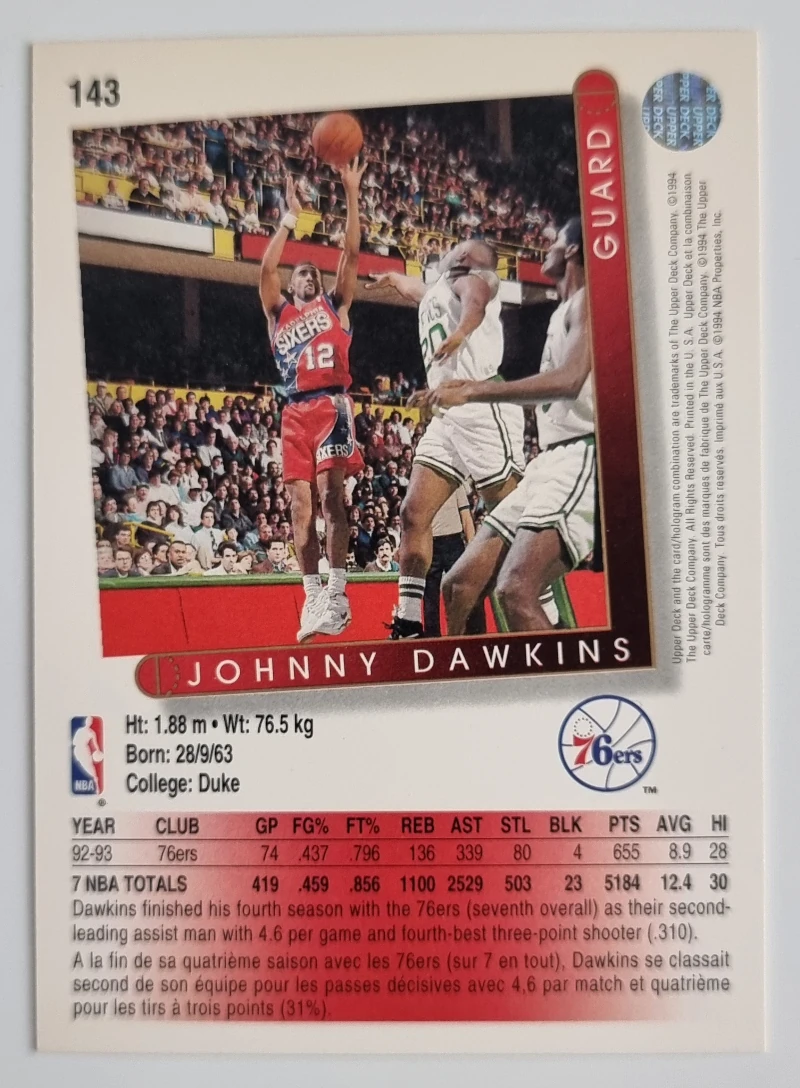 143
GUARD
UPPER DECK
SIXERS
12
SIXERS
JOHNNY DAWKINS
Upper Deck and the card/hologram combination are trademarks of The Upper Deck Company. ©1994
The Upper Deck Company. All Rights Reserved. Printed in the U.S.A. Upper Deck et la combinaison
carte/hologramme sont des marques de fabrique de The Upper Deck Company. ©1994 The Upper
Deck Company. Tous droits reservés. Imprimé aux U.S.A. ©1994 NBA Properties, Inc.
NBA
®
Ht: 1.88 m • Wt: 76.5 kg
Born: 28/9/63
College: Duke
76ers
TM
YEAR CLUB GP FG% FT% REB AST STL BLK PTS AVG HI
92-93 76ers 74 .437 .796 136 339 80 4 655 8.9 28
7 NBA TOTALS 419 .459 .856 1100 2529 503 23 5184 12.4 30
Dawkins finished his fourth season with the 76ers (seventh overall) as their second-
leading assist man with 4.6 per game and fourth-best three-point shooter (.310).
A la fin de sa quatrième saison avec les 76ers (sur 7 en tout), Dawkins se classait
second de son équipe pour les passes décisives avec 4,6 par match et quatrième
pour les tirs à trois points (31%).